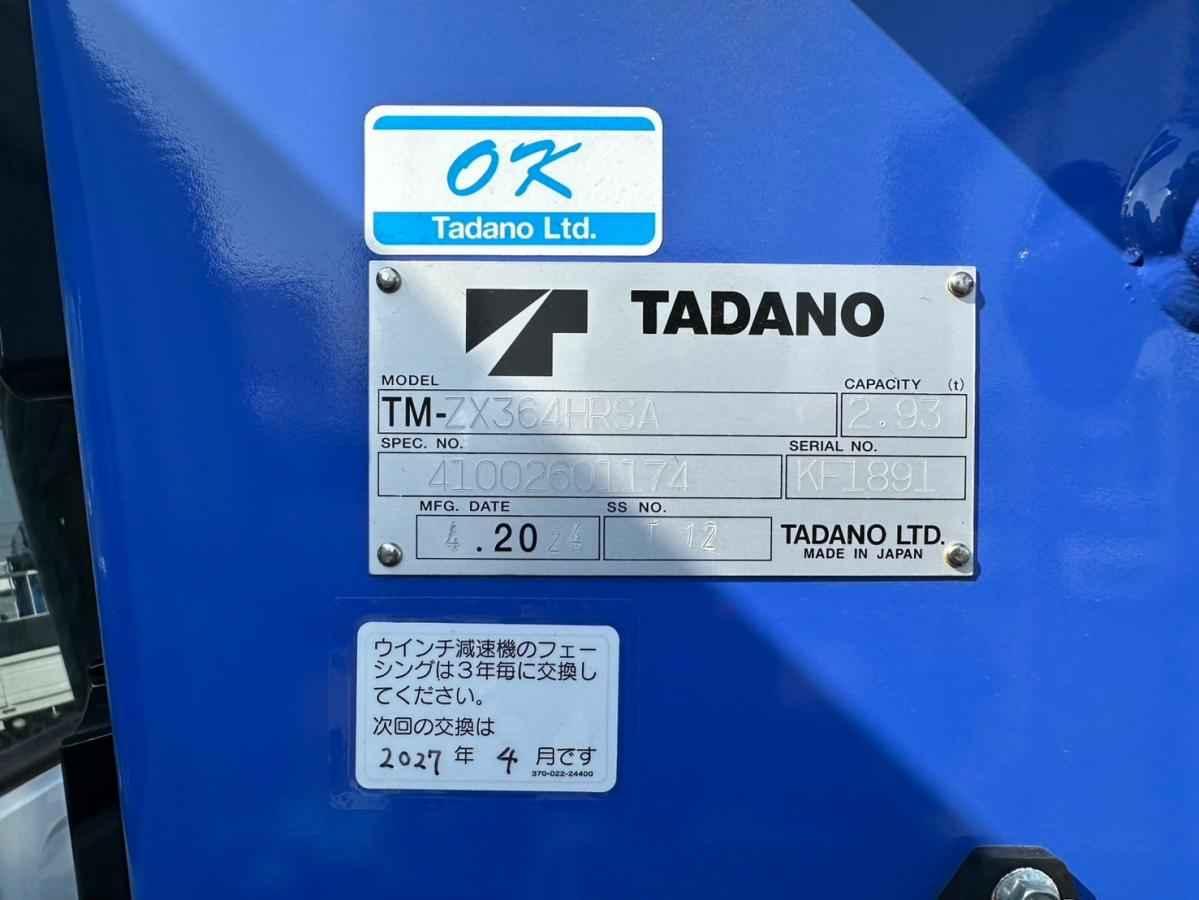 OK
Tadano Ltd.
TADANO
MODEL
CAPACITY (t)
TM-ZX364HRSA
2.93
SPEC. NO.
SERIAL NO.
41002601174
KF1891
MFG. DATE
SS NO.
4.2024
T 12
TADANO LTD.
MADE IN JAPAN
ウインチ減速機のフェー
シングは3年毎に交換し
てください。
次回の交換は
2027年 4月です
370-022-24400